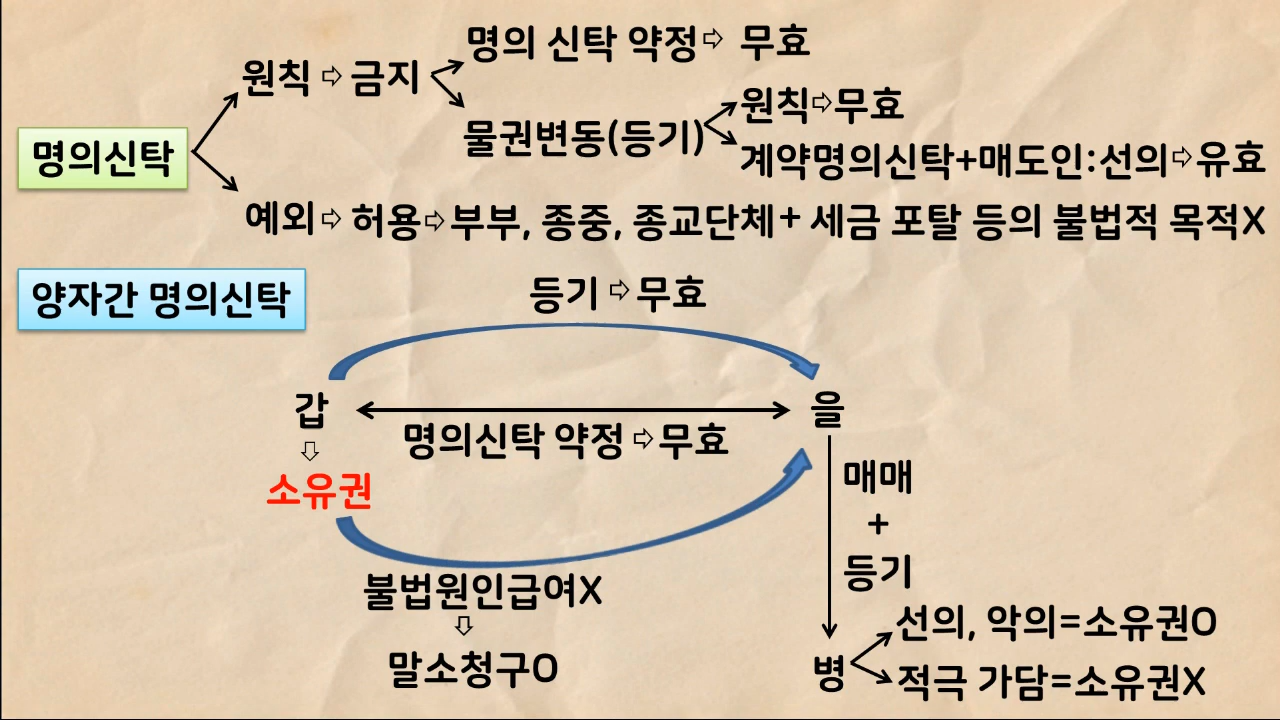 명의 신탁 약정⇨ 무효
원칙⇨금지
원칙⇨무효
물권변동(등기)
명의신탁
계약명의신탁+매도인:선의⇨유효
예외⇨허용⇨부부, 종중, 종교단체+ 세금 포탈 등의 불법적 목적X
양자간 명의신탁
등기⇨무효
갑
을
명의신탁 약정⇨무효
⇩
소유권
매매
+
등기
불법원인급여X
⇩
말소청구O
선의, 악의=소유권O
병
적극 가담=소유권X